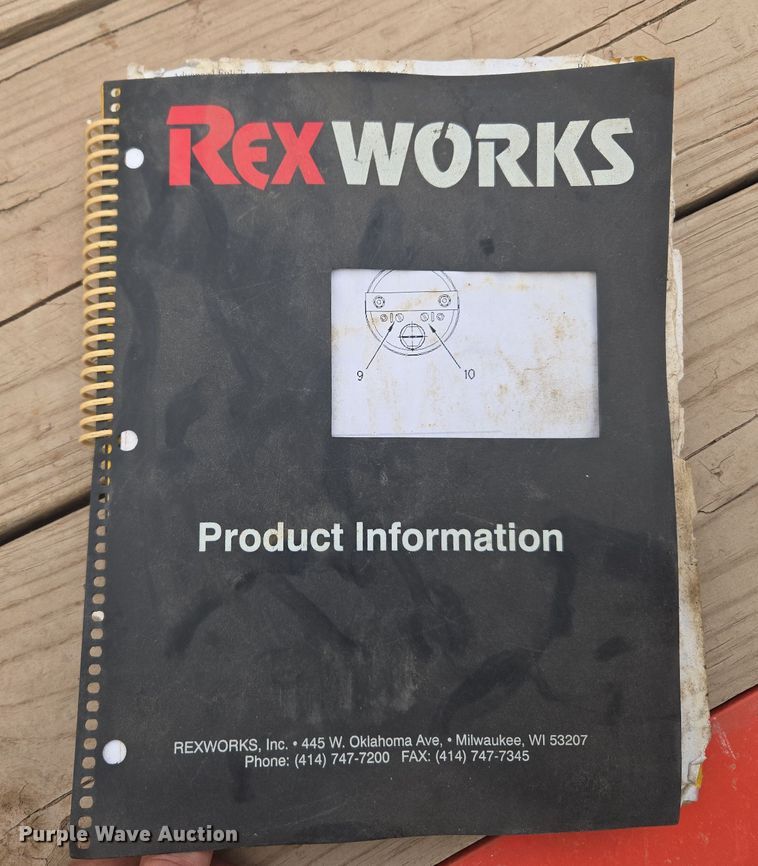 REXWORKS
9
10
Product Information
REXWORKS, Inc. • 445 W. Oklahoma Ave, • Milwaukee, WI 53207
Phone: (414) 747-7200 FAX: (414) 747-7345
Purple Wave Auction